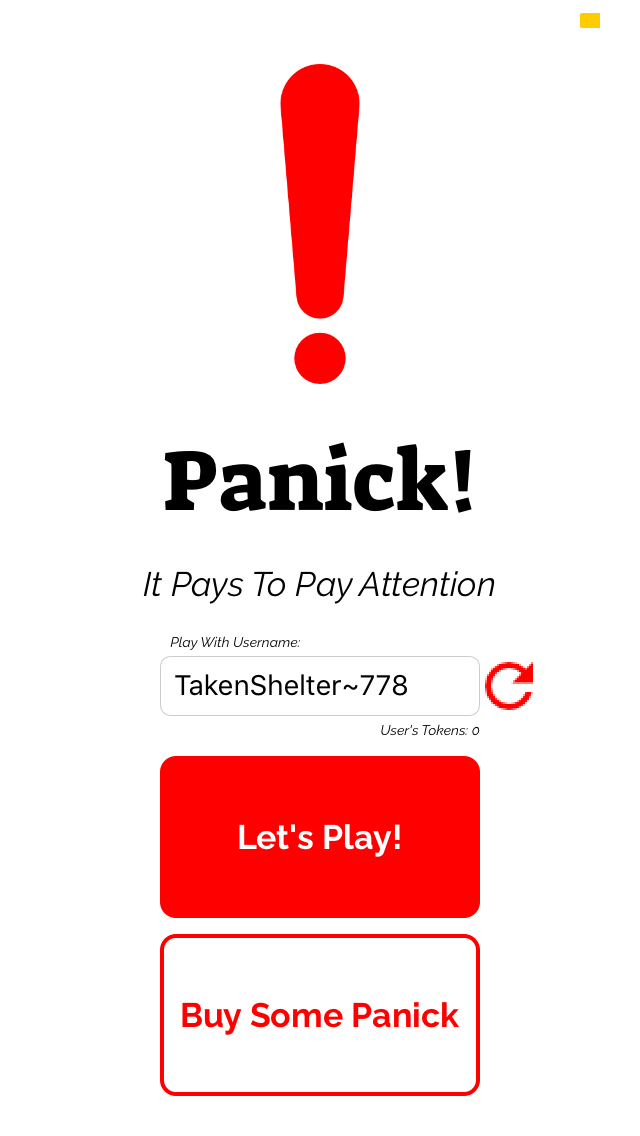 Panick!
It Pays To Pay Attention
Play With Username:
TakenShelter~778
User's Tokens: 0
Let's Play!
Buy Some Panick